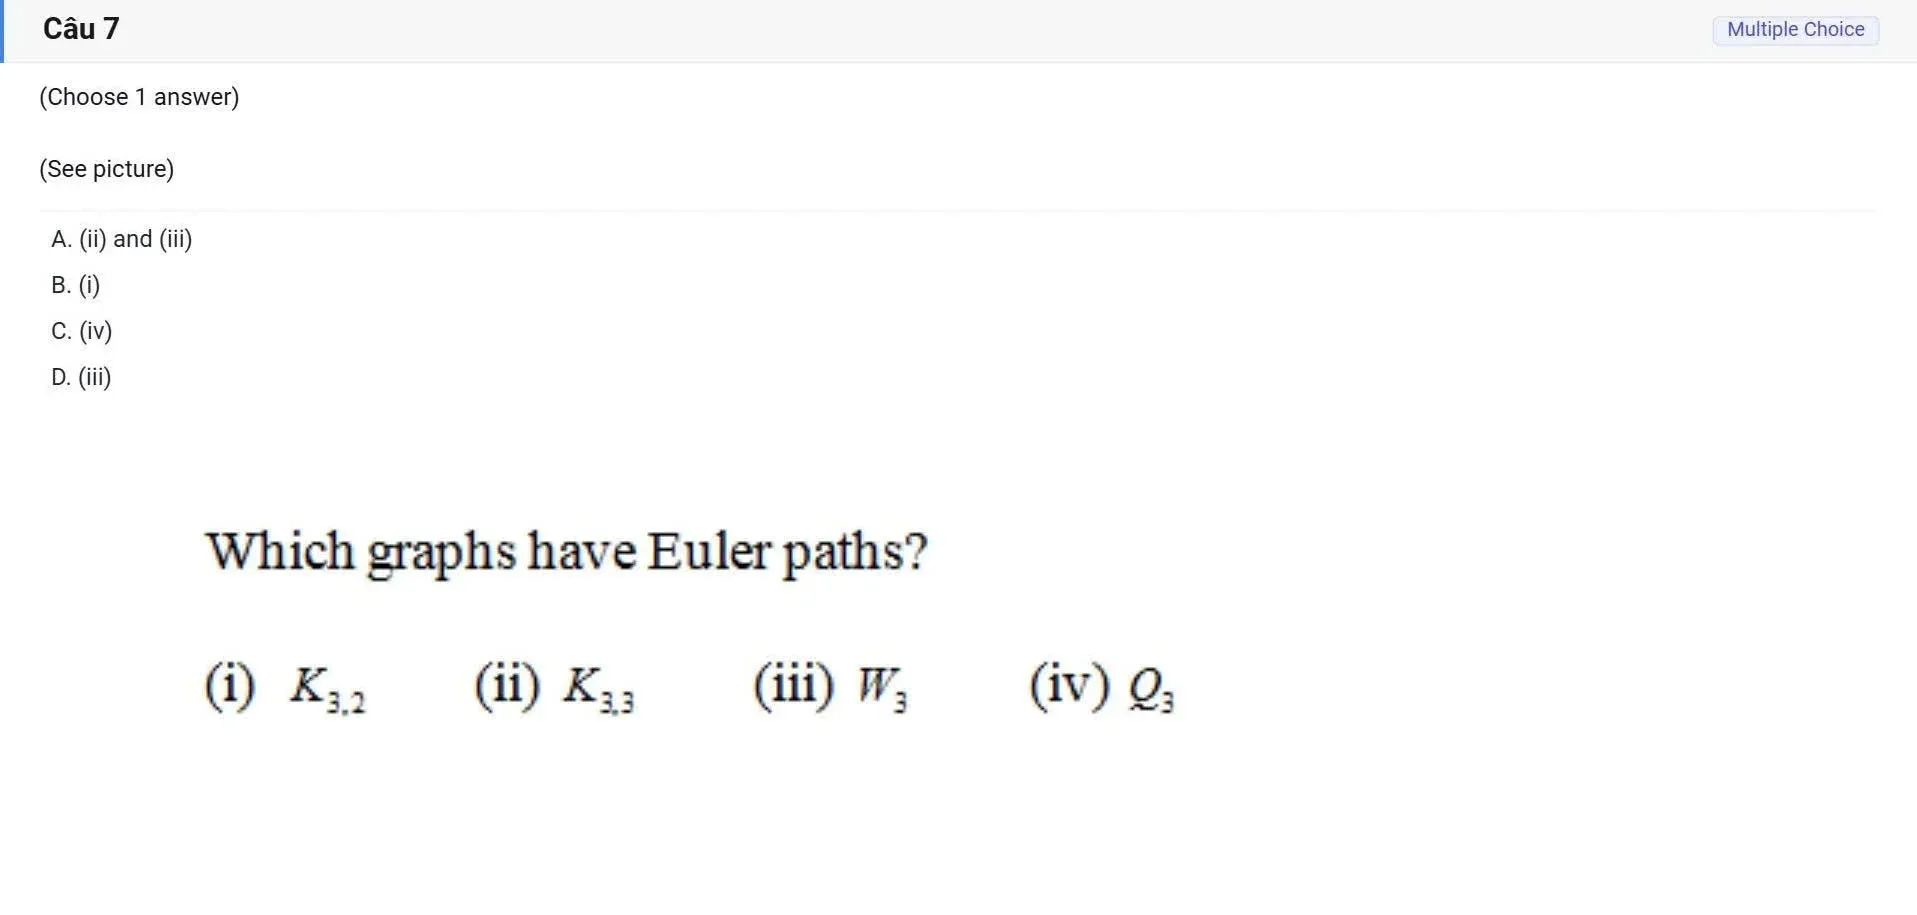 Câu 7
Multiple Choice
(Choose 1 answer)
(See picture)
A. (ii) and (iii)
B. (i)
C. (iv)
D. (iii)
Which graphs have Euler paths?
(i) K₃,₂ (ii) K₃,₃ (iii) W₃ (iv) Q₃